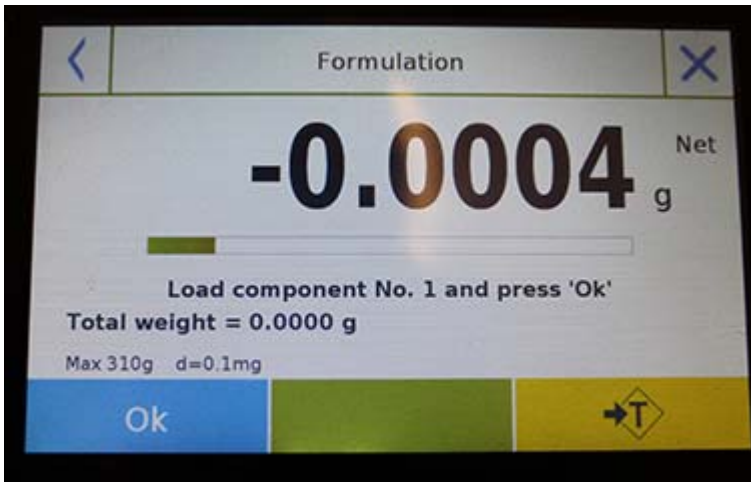 Formulation
-0.0004 g Net
Load component No. 1 and press 'Ok'
Total weight = 0.0000 g
Max 310g d=0.1mg
Ok T